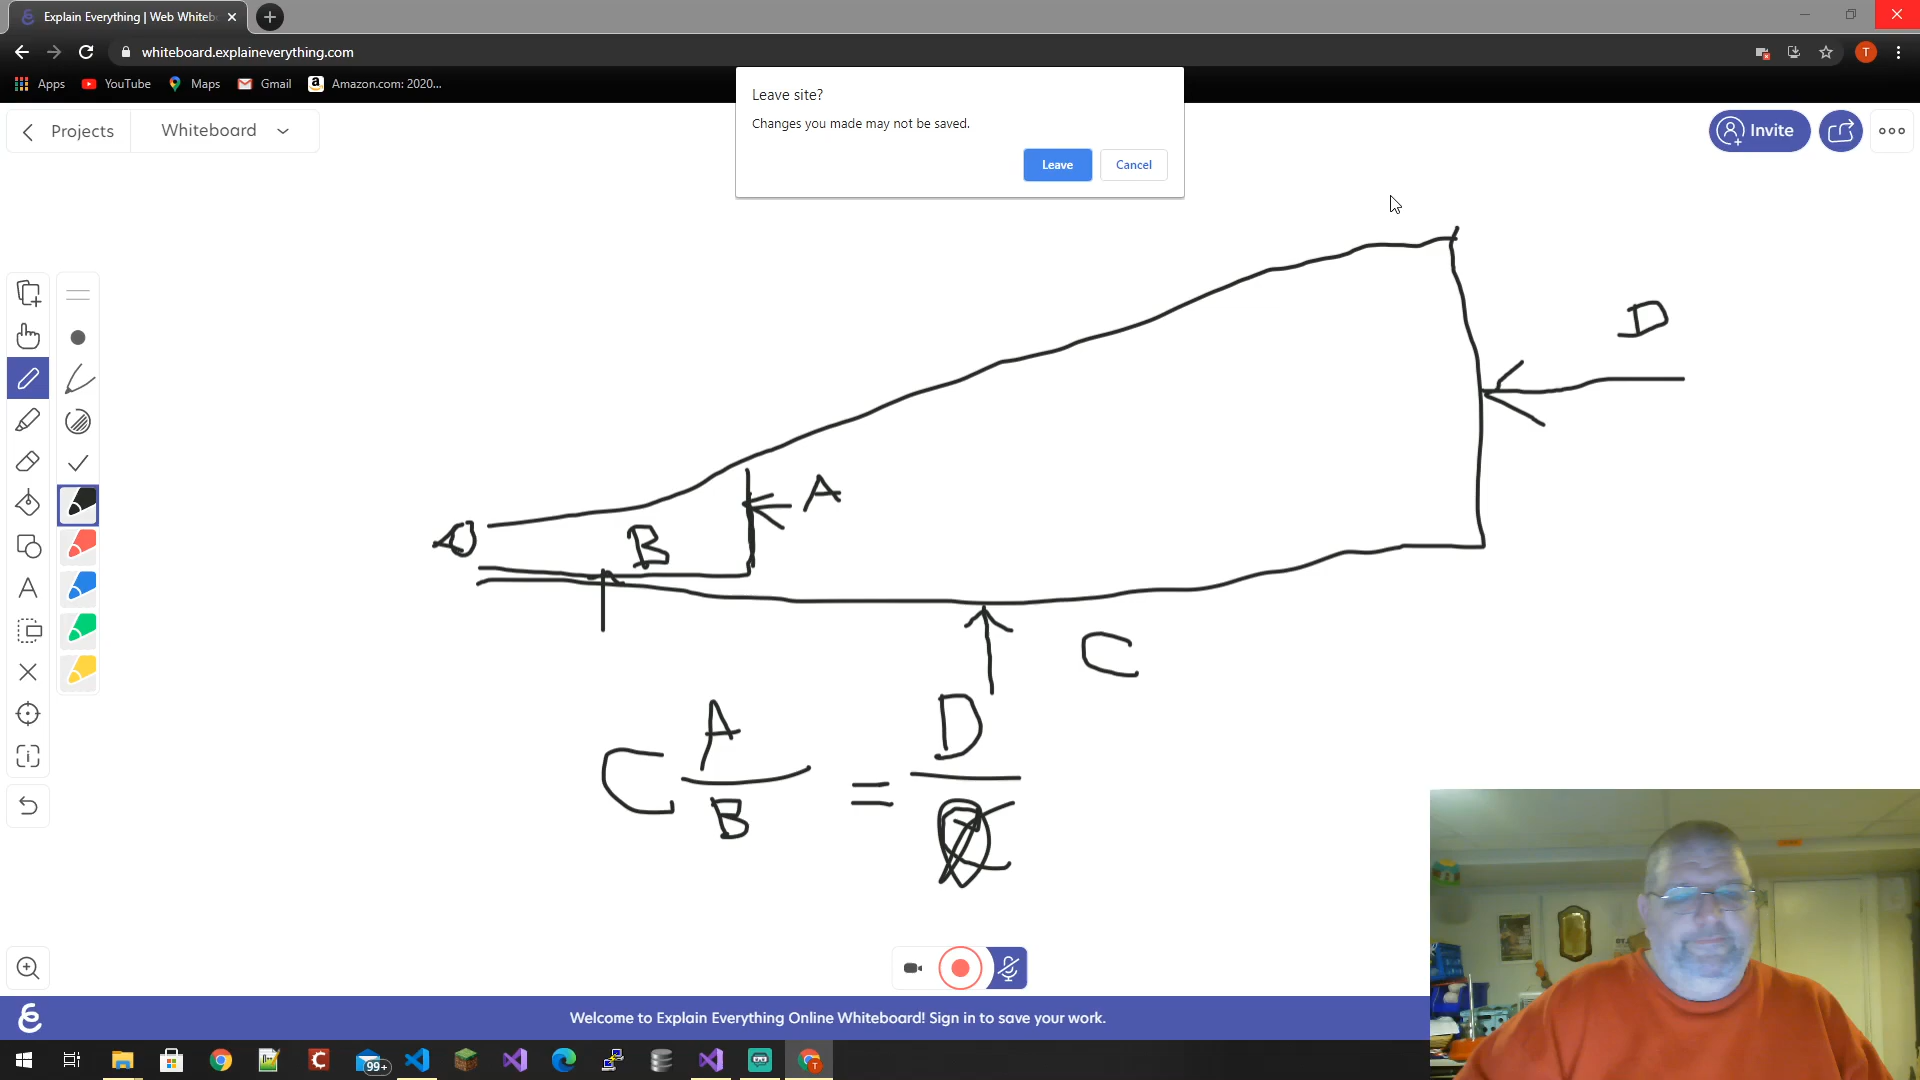 Explain Everything | Web Whitebo
whiteboard.explaineverything.com
T
Apps
YouTube
Maps
Gmail
Amazon.com: 2020...
Leave site?
Changes you made may not be saved.
Leave
Cancel
Projects
Whiteboard
Invite
D
A
B
C
C A = D
B
Welcome to Explain Everything Online Whiteboard! Sign in to save your work.
99+
T